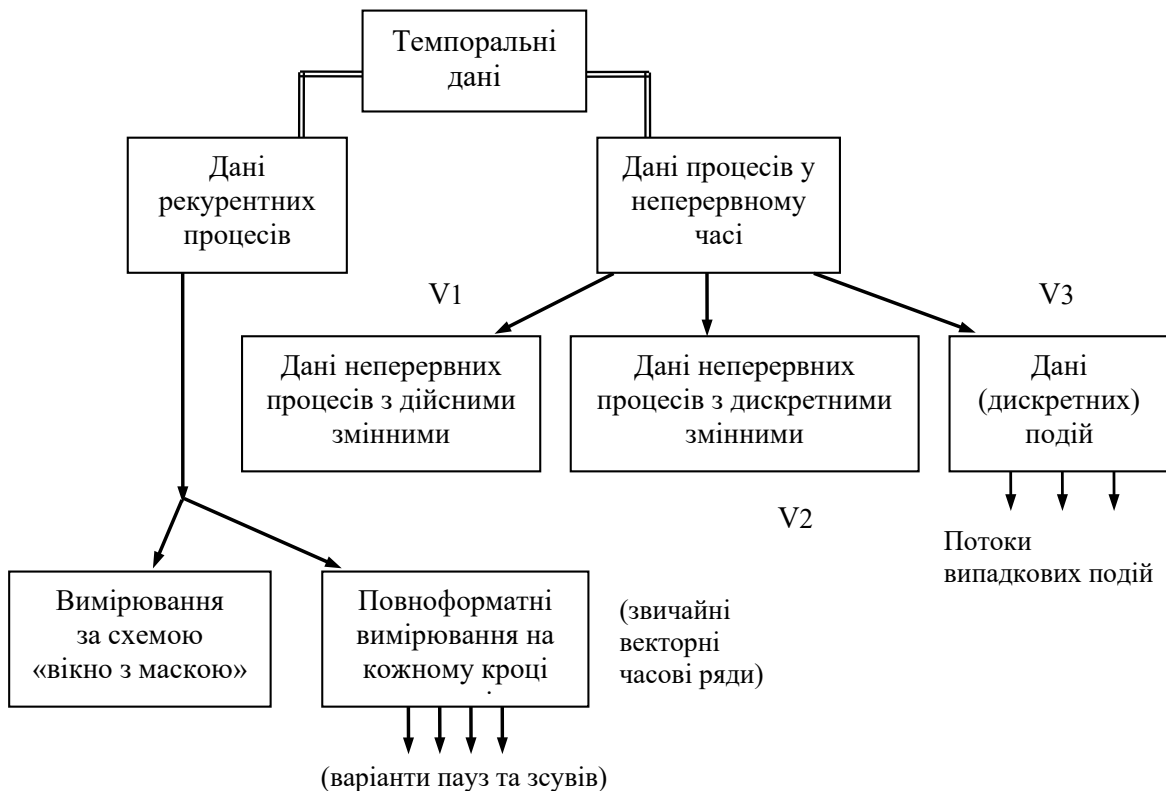 Темпоральні
дані
Дані
рекурентних
процесів
Дані процесів у
неперервному
часі
V1
V3
Дані неперервних
процесів з дійсними
змінними
Дані неперервних
процесів з дискретними
змінними
Дані
(дискретних)
подій
V2
Потоки
випадкових подій
Вимірювання
за схемою
«вікно з маскою»
Повноформатні
вимірювання на
кожному кроці
(звичайні
векторні
часові ряди)
(варіанти пауз та зсувів)